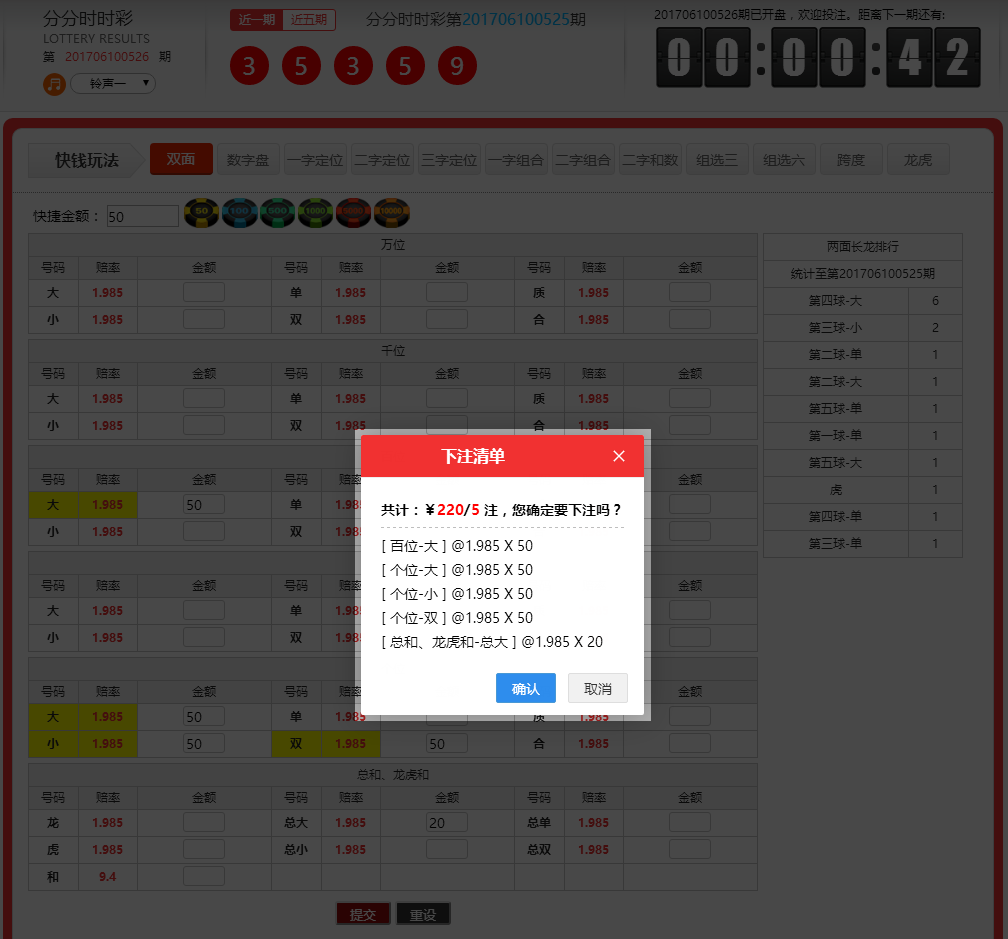 分分时时彩
LOTTERY RESULTS
第 201706100526 期
铃声一 ▼
近一期 近五期 分分时时彩第201706100525期
3 5 3 5 9
201706100526期已开盘，欢迎投注。距离下一期还有:
00:00:42
快钱玩法 双面 数字盘 一字定位 二字定位 三字定位 一字组合 二字组合 二字和数 组选三 组选六 跨度 龙虎
快捷金额： 50 50 100 500 1000 5000 10000
万位
号码 赔率 金额 号码 赔率 金额 号码 赔率 金额
大 1.985 单 1.985 质 1.985
小 1.985 双 1.985 合 1.985
千位
号码 赔率 金额 号码 赔率 金额 号码 赔率 金额
大 1.985 单 1.985 质 1.985
小 1.985 双 1.985 合 1.985
号码 赔率 金额 号码 赔率 金额
大 1.985 50 单 1.98
小 1.985 双 1.98
号码 赔率 金额 号码 赔率 金额
大 1.985 单 1.98
小 1.985 双 1.98
号码 赔率 金额 号码 赔率 金额
大 1.985 50 单 1.985 质 1.985
小 1.985 50 双 1.985 50 合 1.985
总和、龙虎和
号码 赔率 金额 号码 赔率 金额 号码 赔率 金额
龙 1.985 总大 1.985 20 总单 1.985
虎 1.985 总小 1.985 总双 1.985
和 9.4
提交 重设
两面长龙排行
统计至第201706100525期
第四球-大 6
第三球-小 2
第二球-单 1
第二球-大 1
第五球-单 1
第一球-单 1
第五球-大 1
虎 1
第四球-单 1
第三球-单 1
下注清单 ×
共计：￥220/5 注，您确定要下注吗？
[ 百位-大 ] @1.985 X 50
[ 个位-大 ] @1.985 X 50
[ 个位-小 ] @1.985 X 50
[ 个位-双 ] @1.985 X 50
[ 总和、龙虎和-总大 ] @1.985 X 20
确认 取消